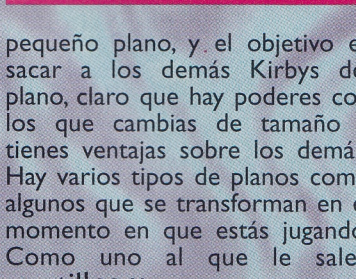 pequeño plano, y el objetivo e
sacar a los demás Kirbys de
plano, claro que hay poderes co
los que cambias de tamaño
tienes ventajas sobre los demá
Hay varios tipos de planos com
algunos que se transforman en e
momento en que estás jugando
Como uno al que le sale